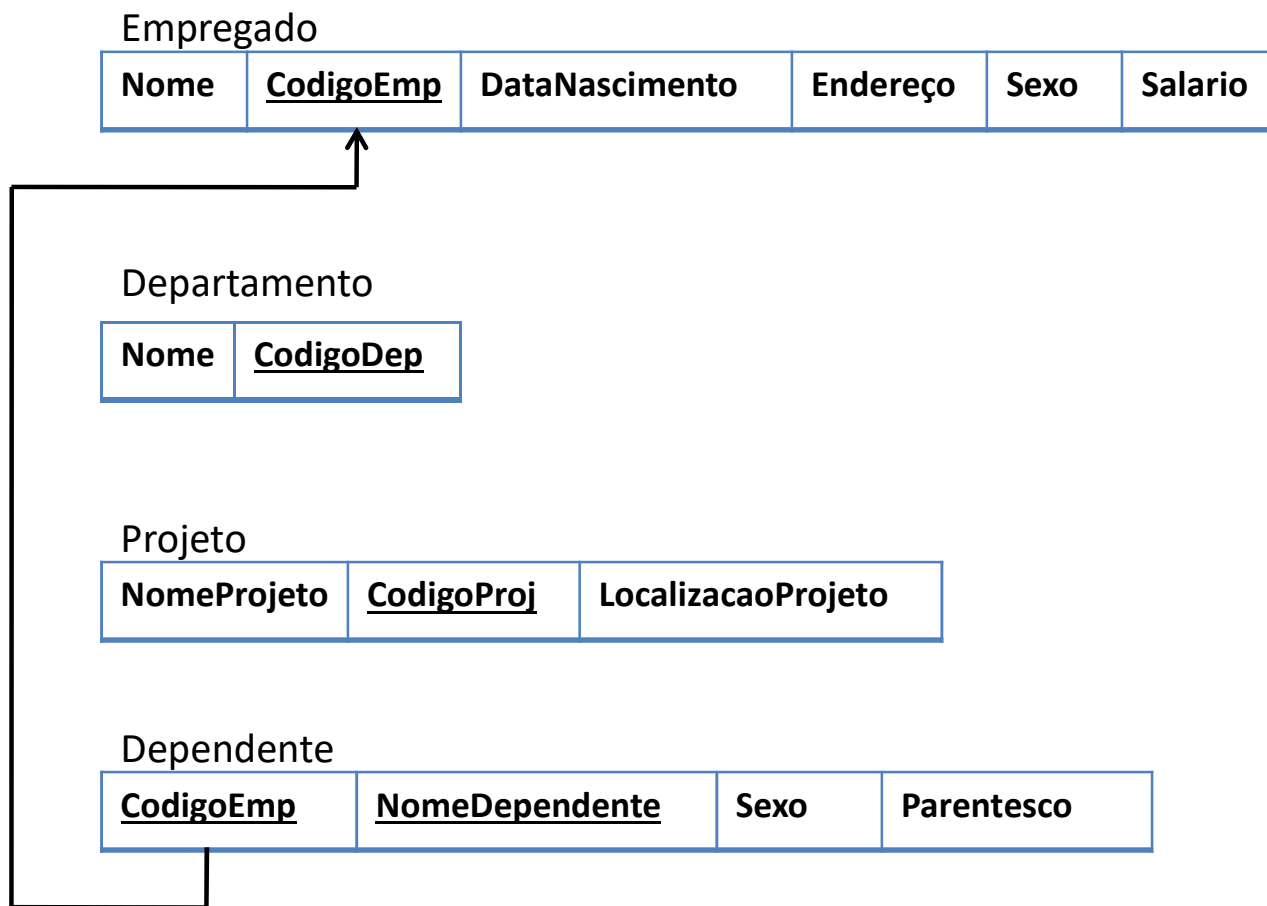 Empregado
Nome CodigoEmp DataNascimento Endereço Sexo Salario
Departamento
Nome CodigoDep
Projeto
NomeProjeto CodigoProj LocalizacaoProjeto
Dependente
CodigoEmp NomeDependente Sexo Parentesco